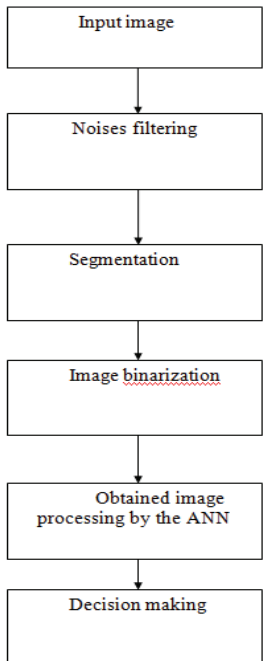 Input image
Noises filtering
Segmentation
Image binarization
Obtained image
processing by the ANN
Decision making